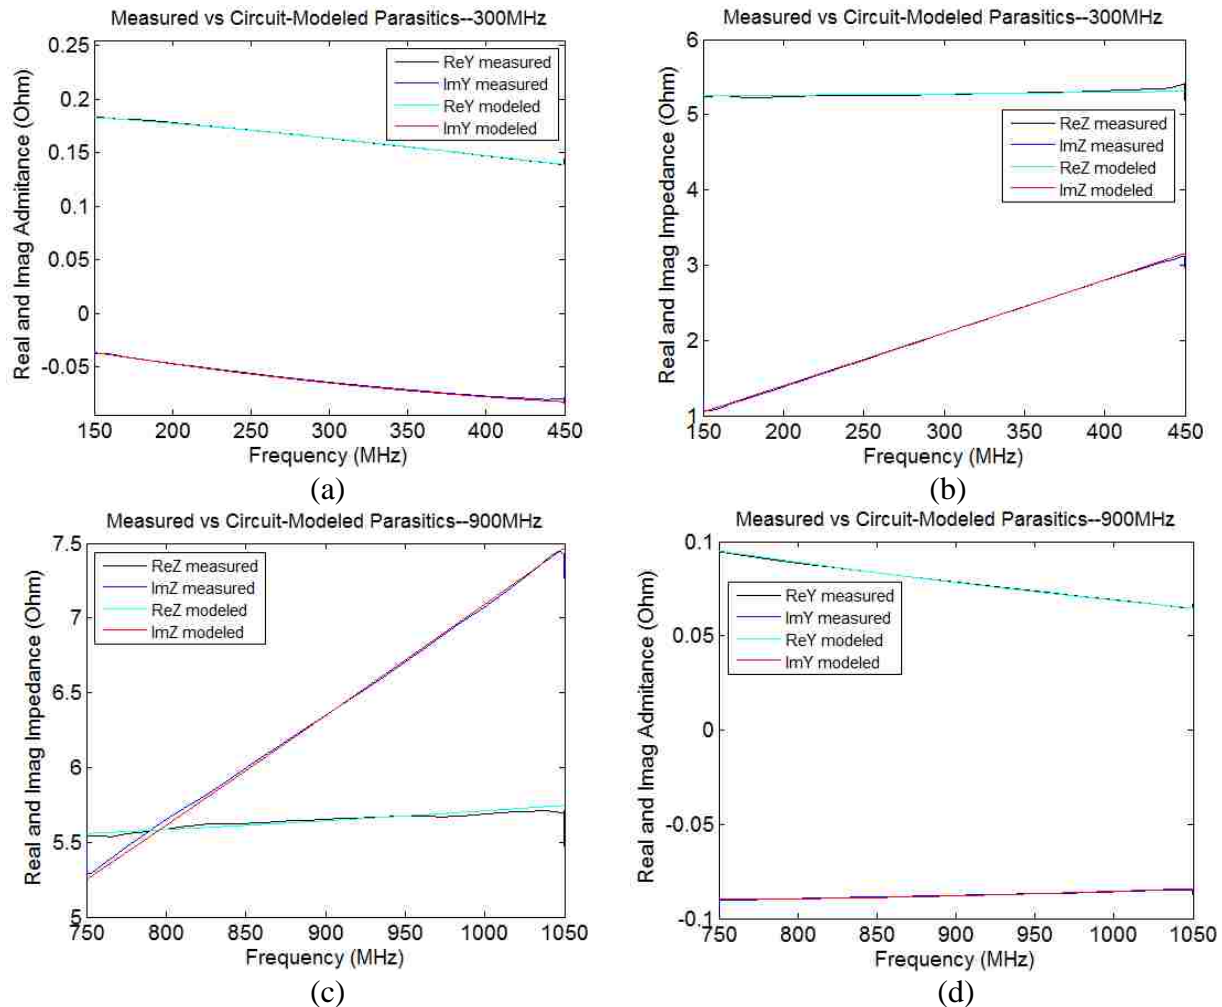 Measured vs Circuit-Modeled Parasitics--300MHz
Real and Imag Admitance (Ohm)
0.25
0.2
0.15
0.1
0.05
0
-0.05
ReY measured
ImY measured
ReY modeled
ImY modeled
150 200 250 300 350 400 450
Frequency (MHz)
(a)
Measured vs Circuit-Modeled Parasitics--300MHz
Real and Imag Impedance (Ohm)
6
5
4
3
2
1
ReZ measured
ImZ measured
ReZ modeled
ImZ modeled
150 200 250 300 350 400 450
Frequency (MHz)
(b)
Measured vs Circuit-Modeled Parasitics--900MHz
Real and Imag Impedance (Ohm)
7.5
7
6.5
6
5.5
5
ReZ measured
ImZ measured
ReZ modeled
ImZ modeled
750 800 850 900 950 1000 1050
Frequency (MHz)
(c)
Measured vs Circuit-Modeled Parasitics--900MHz
Real and Imag Admitance (Ohm)
0.1
0.05
0
-0.05
-0.1
ReY measured
ImY measured
ReY modeled
ImY modeled
750 800 850 900 950 1000 1050
Frequency (MHz)
(d)